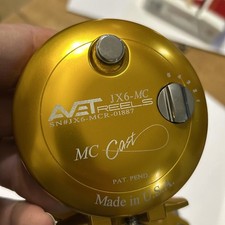 JX6-MC
AVET
REELS
SN#JX6-MCR-01887
MC Cast
PAT. PEND.
Made in U.S.A.